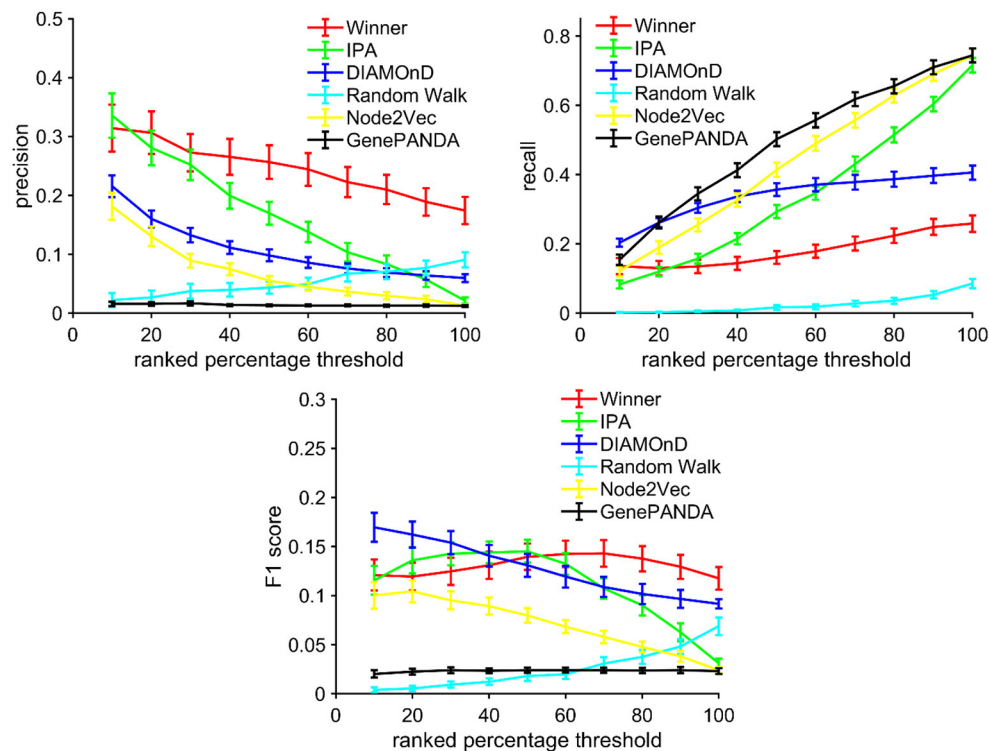 precision
0.5
0.4
0.3
0.2
0.1
0
0
20
40
60
80
100
ranked percentage threshold
Winner
IPA
DIAMOnD
Random Walk
Node2Vec
GenePANDA
recall
0.8
0.6
0.4
0.2
0
0
20
40
60
80
100
ranked percentage threshold
Winner
IPA
DIAMOnD
Random Walk
Node2Vec
GenePANDA
F1 score
0.3
0.25
0.2
0.15
0.1
0.05
0
0
20
40
60
80
100
ranked percentage threshold
Winner
IPA
DIAMOnD
Random Walk
Node2Vec
GenePANDA